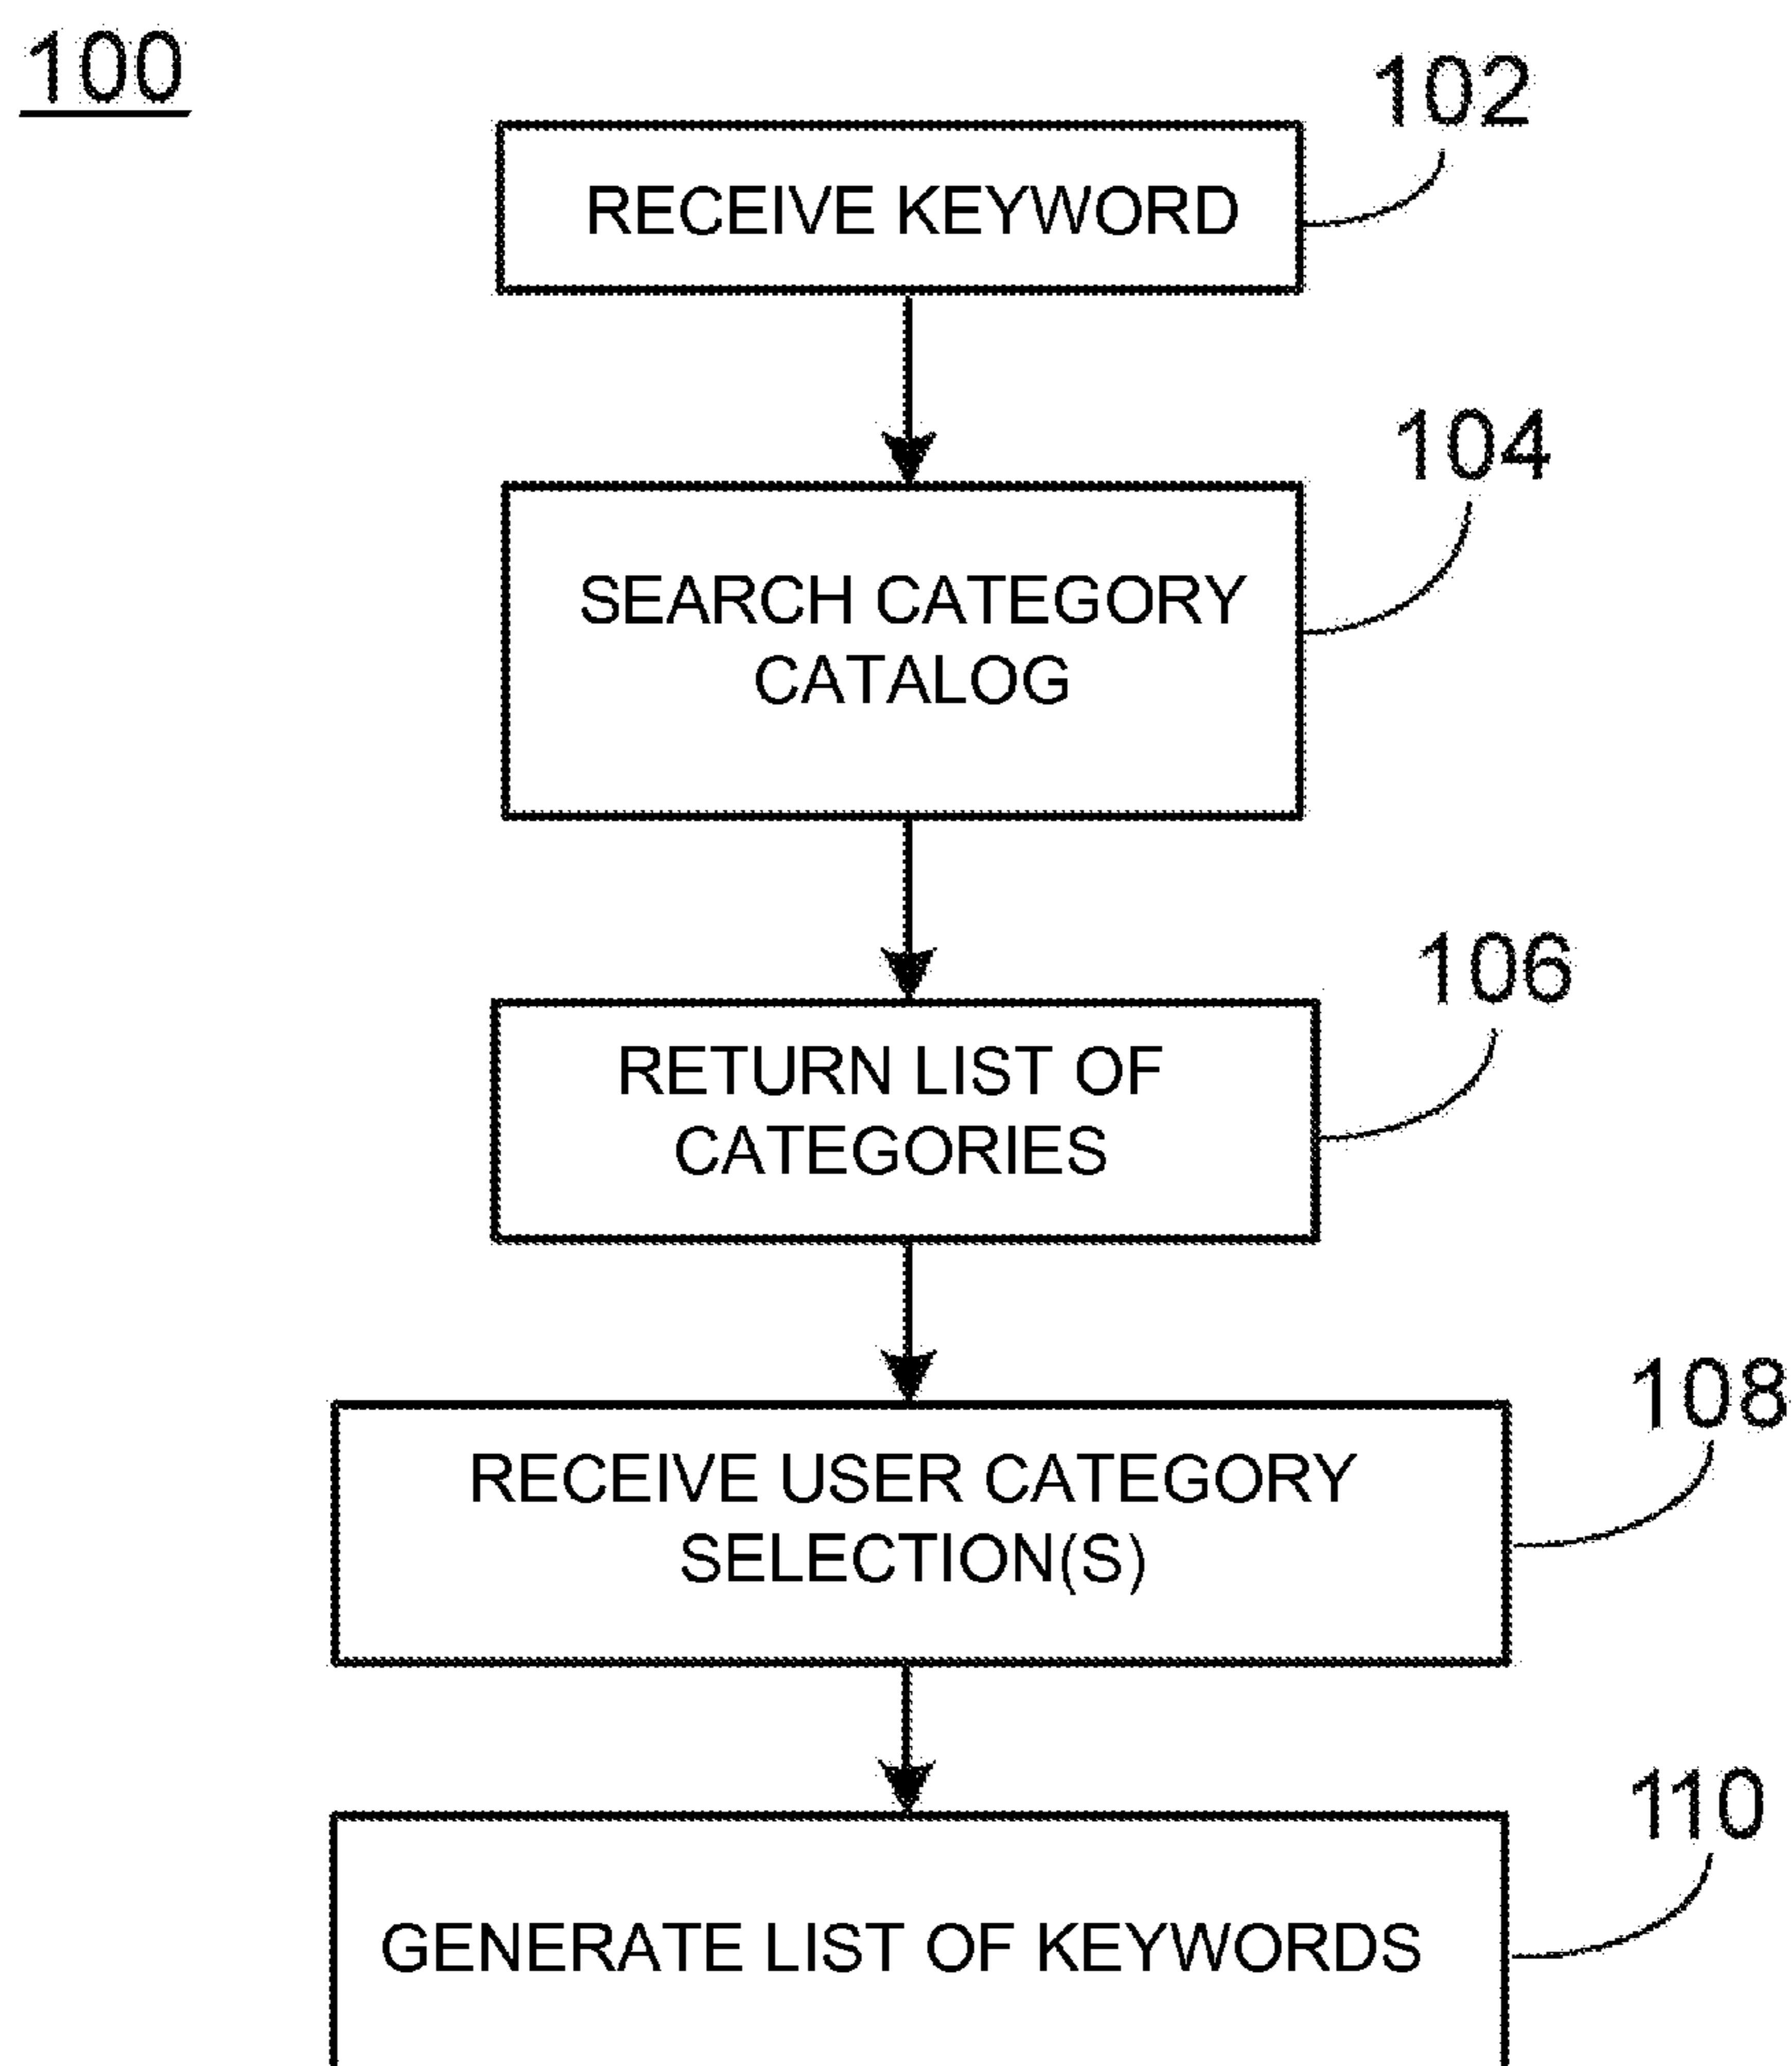 100
102
RECEIVE KEYWORD
104
SEARCH CATEGORY
CATALOG
106
RETURN LIST OF
CATEGORIES
108
RECEIVE USER CATEGORY
SELECTION(S)
110
GENERATE LIST OF KEYWORDS